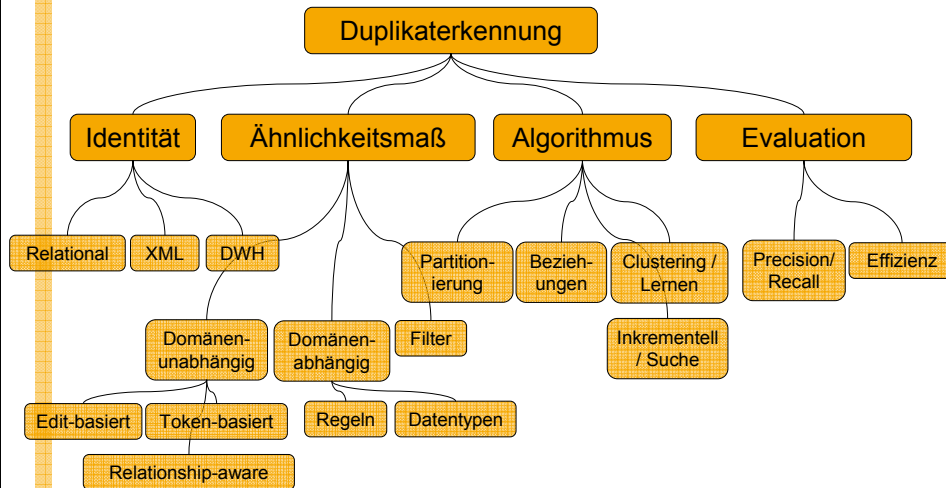 Duplikaterkennung
Identität
Ähnlichkeitsmaß
Algorithmus
Evaluation
Relational
XML
DWH
Partition-
ierung
Bezieh-
ungen
Clustering /
Lernen
Precision/
Recall
Effizienz
Domänen-
unabhängig
Domänen-
abhängig
Filter
Inkrementell
/ Suche
Edit-basiert
Token-basiert
Regeln
Datentypen
Relationship-aware